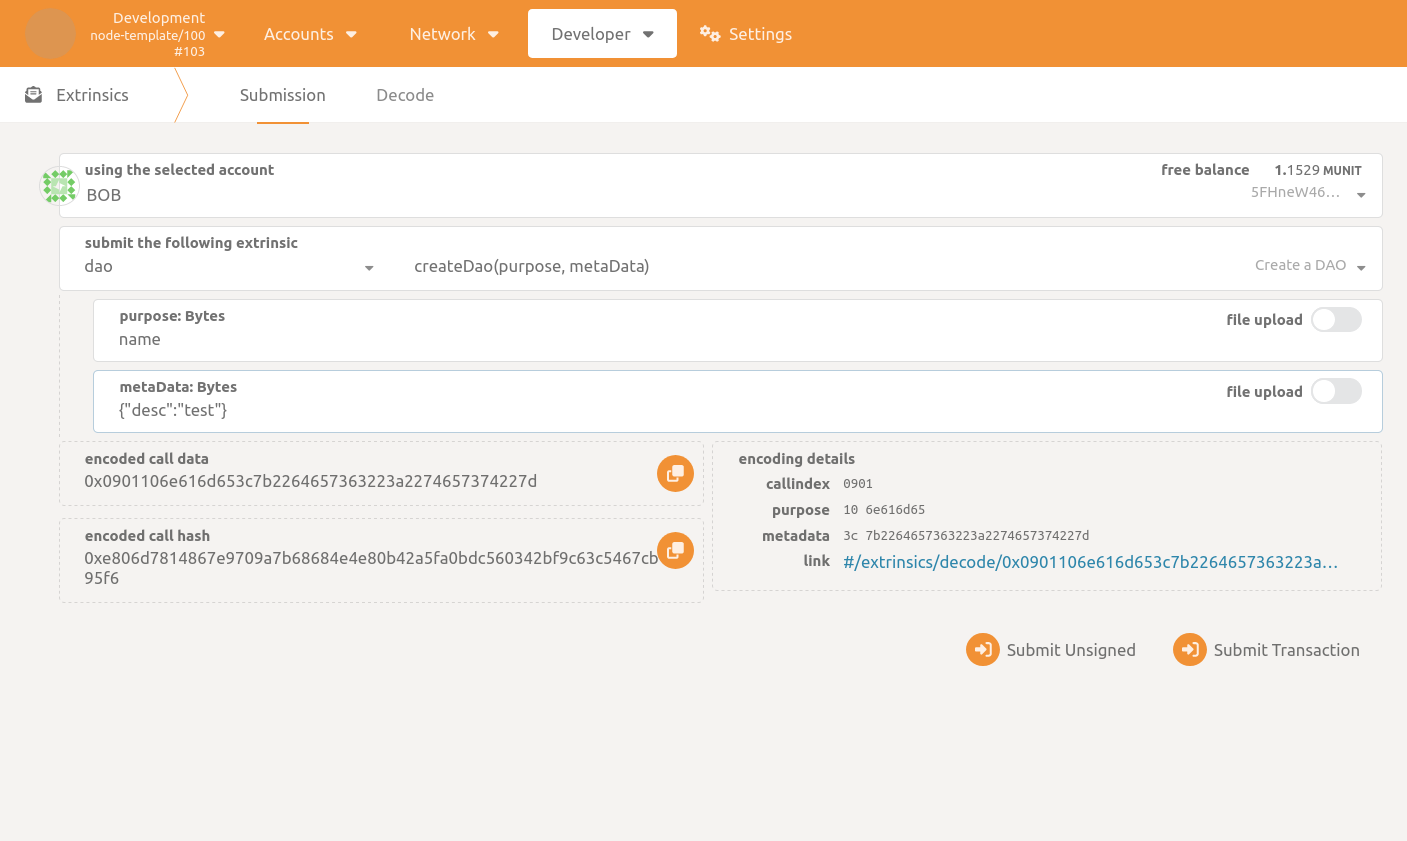 Development
node-template/100
#103
Accounts
Network
Developer
Settings
Extrinsics
Submission
Decode
using the selected account
BOB
free balance 1.1529 MUNIT
5FHneW46...
submit the following extrinsic
dao
createDao(purpose, metaData)
Create a DAO
purpose: Bytes
name
file upload
metaData: Bytes
{"desc":"test"}
file upload
encoded call data
0x0901106e616d653c7b2264657363223a2274657374227d
encoded call hash
0xe806d7814867e9709a7b68684e4e80b42a5fa0bdc560342bf9c63c5467cb
95f6
encoding details
callindex 0901
purpose 10 6e616d65
metadata 3c 7b2264657363223a2274657374227d
link #/extrinsics/decode/0x0901106e616d653c7b2264657363223a...
Submit Unsigned
Submit Transaction